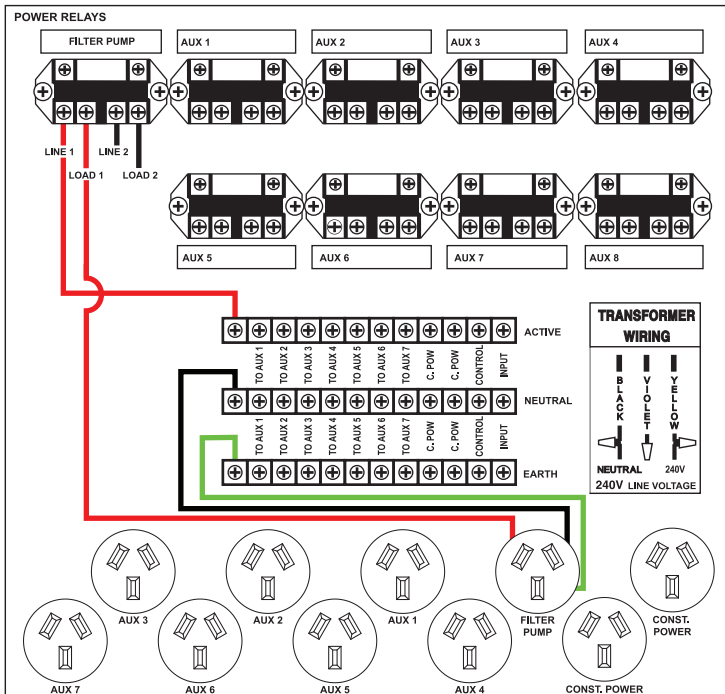 POWER RELAYS
FILTER PUMP
AUX 1
AUX 2
AUX 3
AUX 4
LINE 1
LINE 2
LOAD 1
LOAD 2
AUX 5
AUX 6
AUX 7
AUX 8
ACTIVE
TO AUX 1
TO AUX 2
TO AUX 3
TO AUX 4
TO AUX 5
TO AUX 6
TO AUX 7
C. POW
C. POW
CONTROL
INPUT
NEUTRAL
TO AUX 1
TO AUX 2
TO AUX 3
TO AUX 4
TO AUX 5
TO AUX 6
TO AUX 7
C. POW
C. POW
CONTROL
INPUT
EARTH
TRANSFORMER
WIRING
BLACK
VIOLET
YELLOW
NEUTRAL 240V
240V LINE VOLTAGE
AUX 3
AUX 2
AUX 1
FILTER
PUMP
CONST.
POWER
AUX 7
AUX 6
AUX 5
AUX 4
CONST. POWER